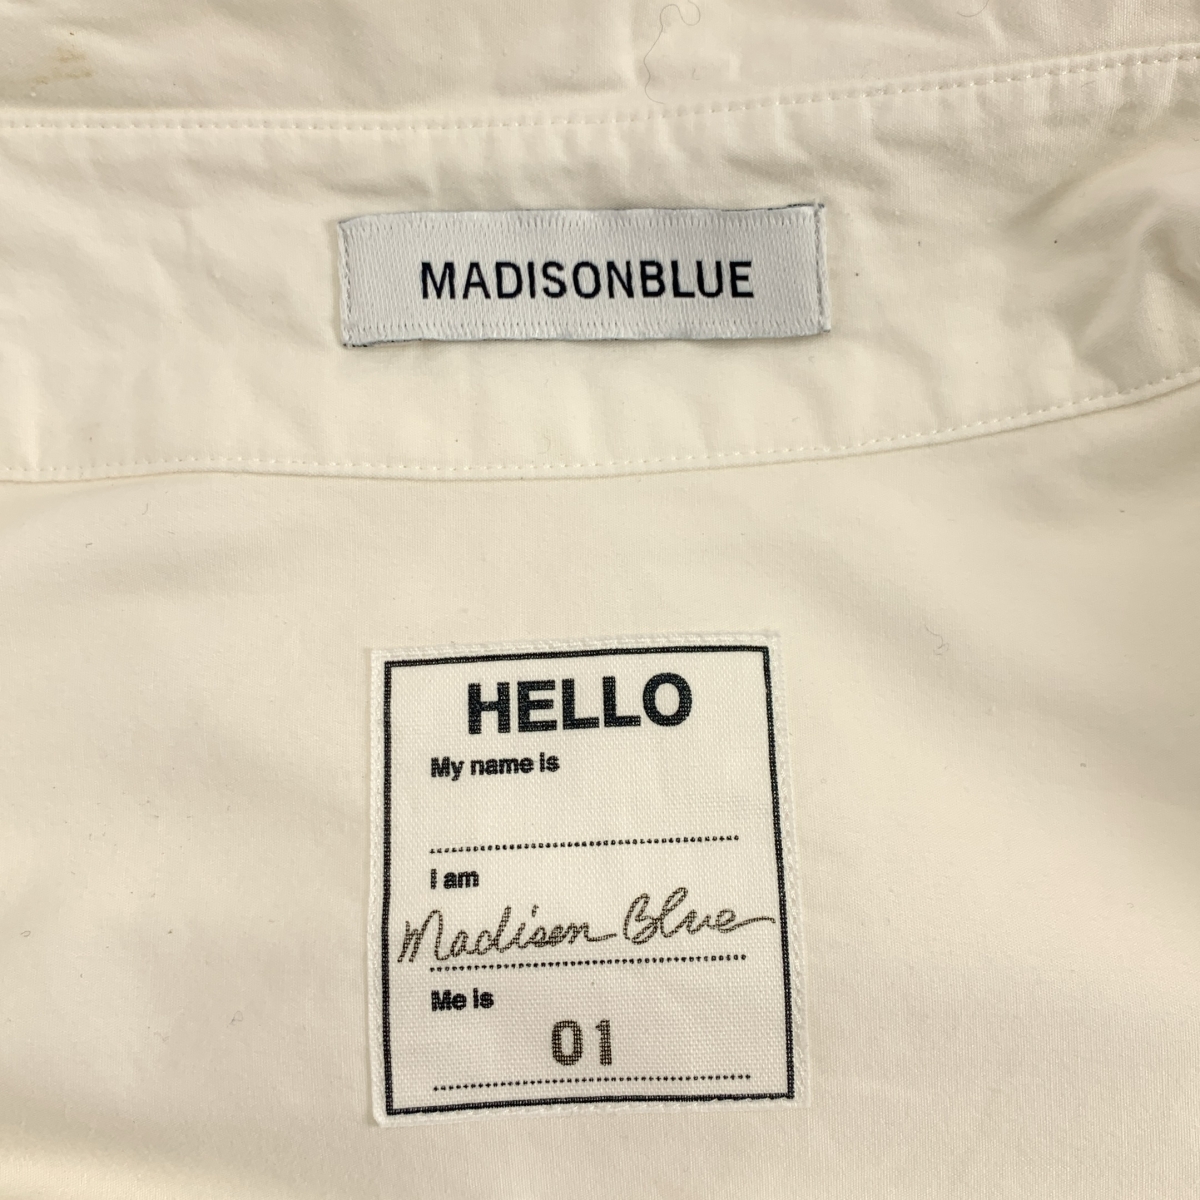 MADISONBLUE
HELLO
My name is
I am
Madison Blue
Me is
01